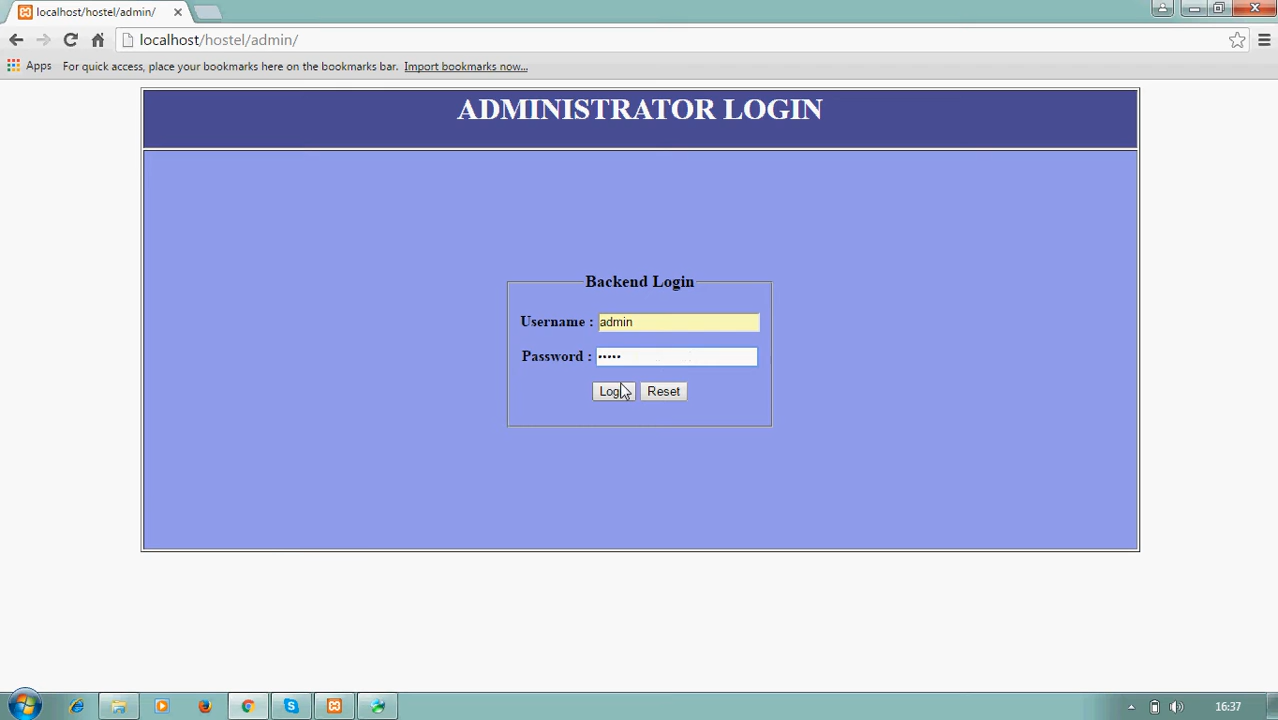 localhost/hostel/admin/
localhost/hostel/admin/
Apps For quick access, place your bookmarks here on the bookmarks bar. Import bookmarks now...
ADMINISTRATOR LOGIN
Backend Login
Username : admin
Password : •••••
Reset
16:37